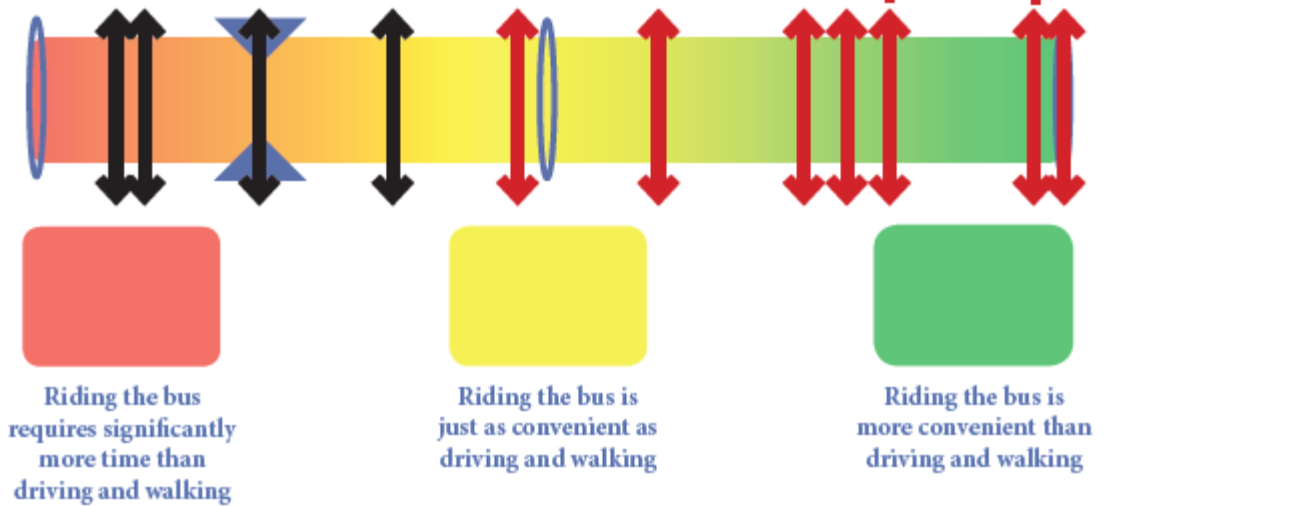 Riding the bus
requires significantly
more time than
driving and walking
Riding the bus is
just as convenient as
driving and walking
Riding the bus is
more convenient than
driving and walking